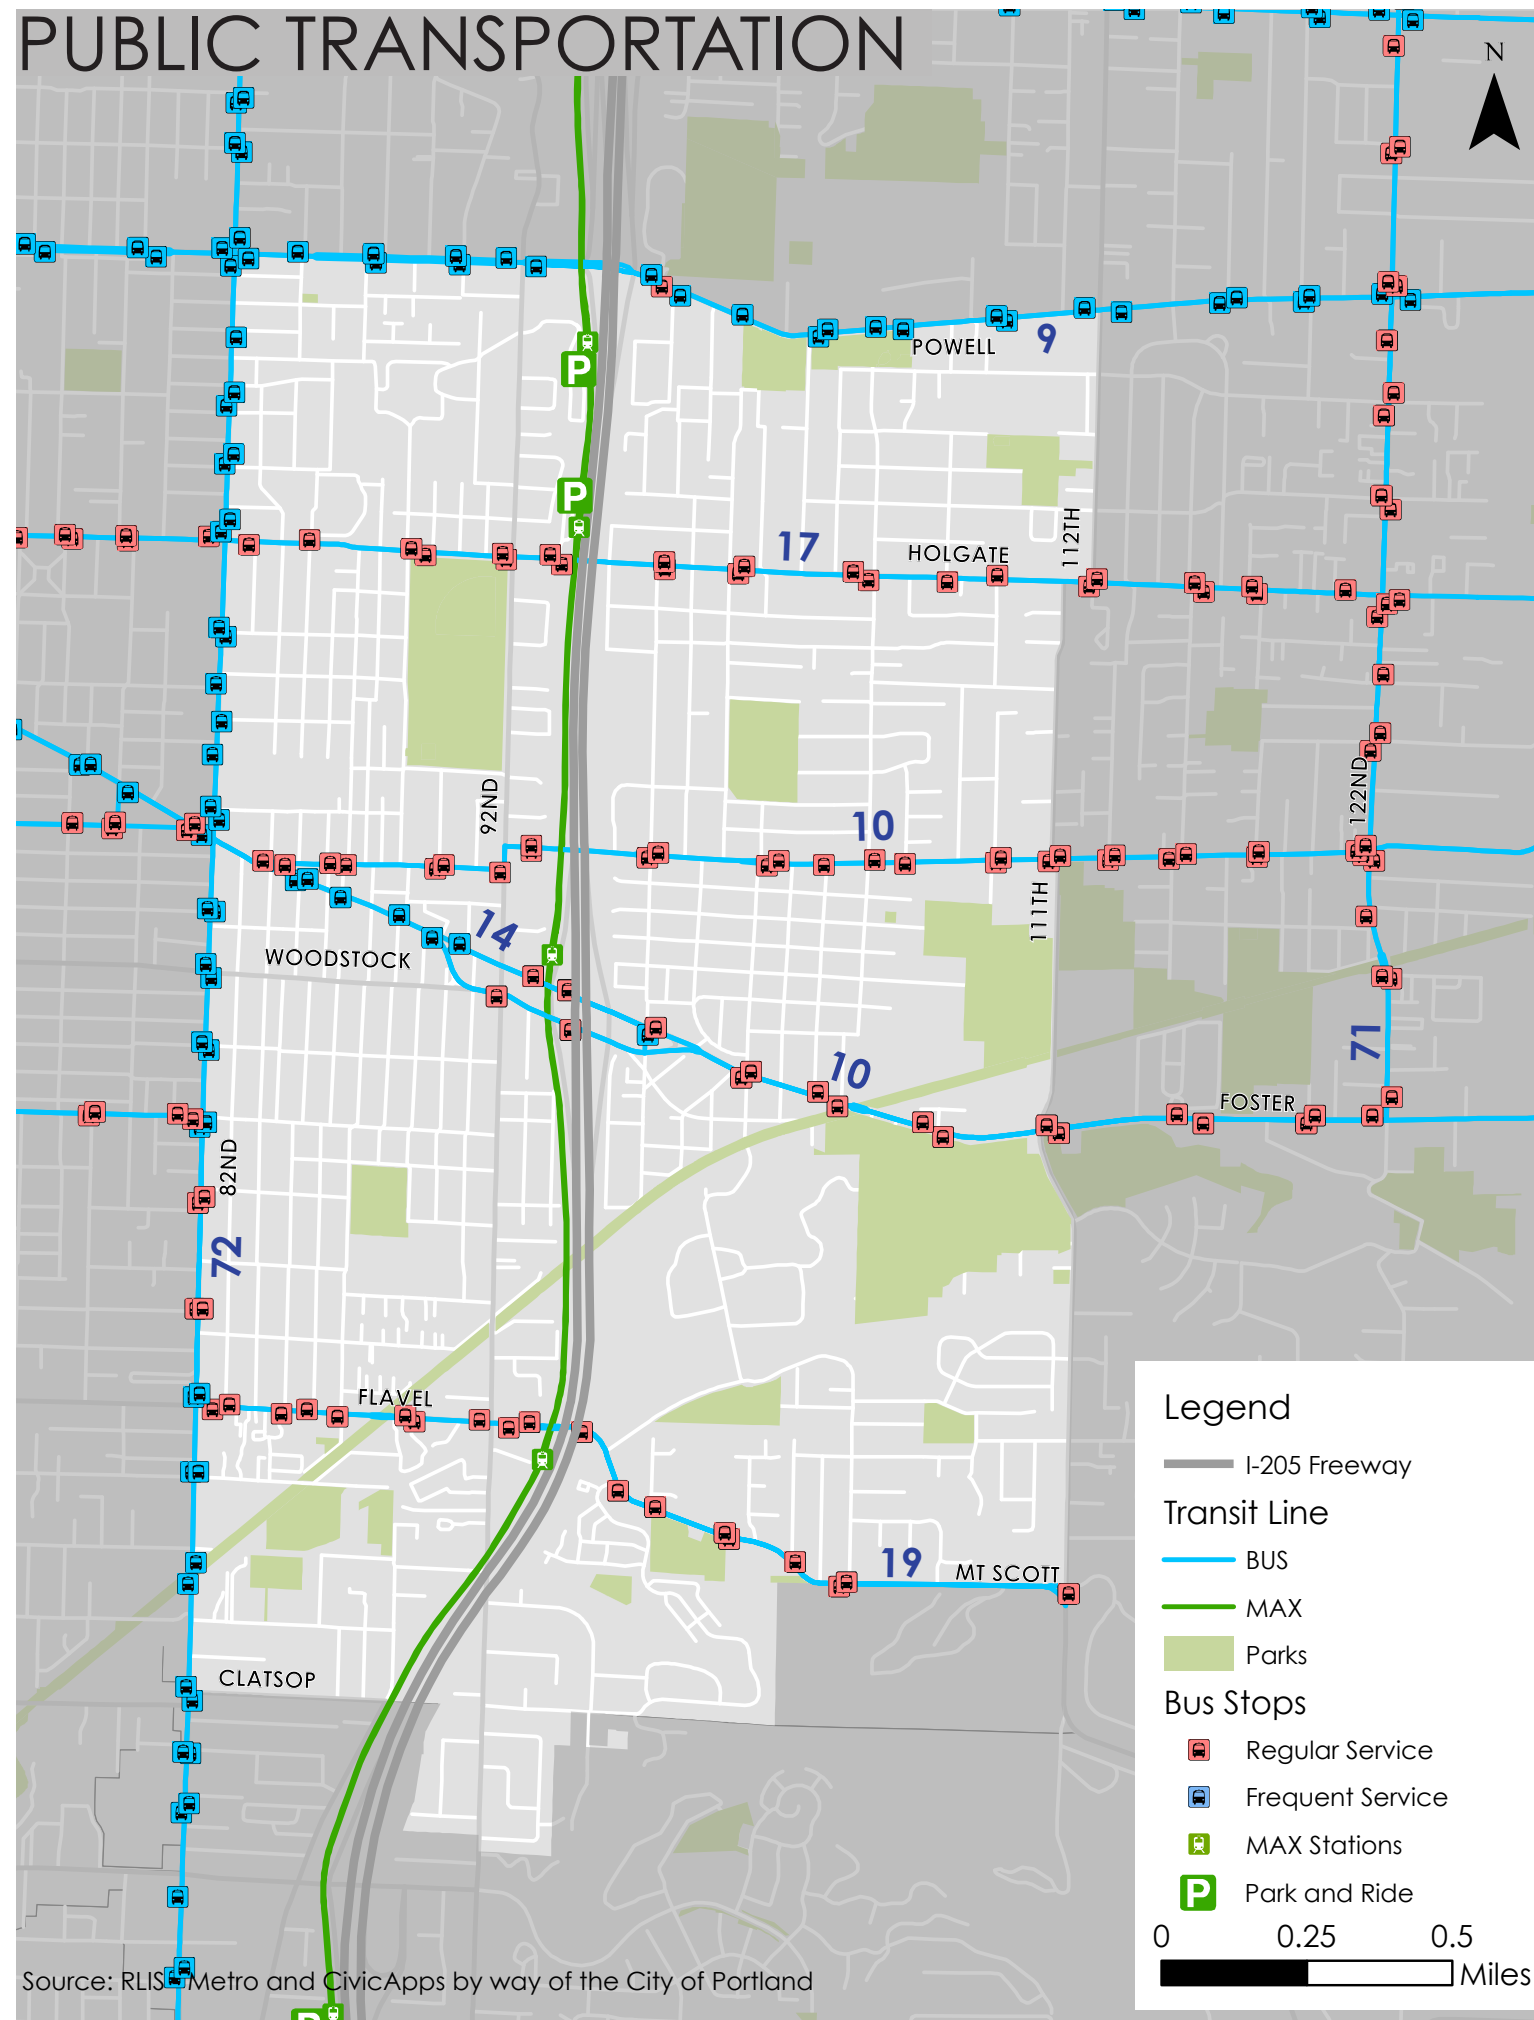 PUBLIC TRANSPORTATION
N
POWELL
9
P
P
17
HOLGATE
112TH
92ND
122ND
10
111TH
14
WOODSTOCK
10
71
FOSTER
82ND
72
FLAVEL
19
MT SCOTT
CLATSOP
Legend
I-205 Freeway
Transit Line
BUS
MAX
Parks
Bus Stops
Regular Service
Frequent Service
MAX Stations
P Park and Ride
0 0.25 0.5
Miles
Source: RLIS - Metro and CivicApps by way of the City of Portland
P